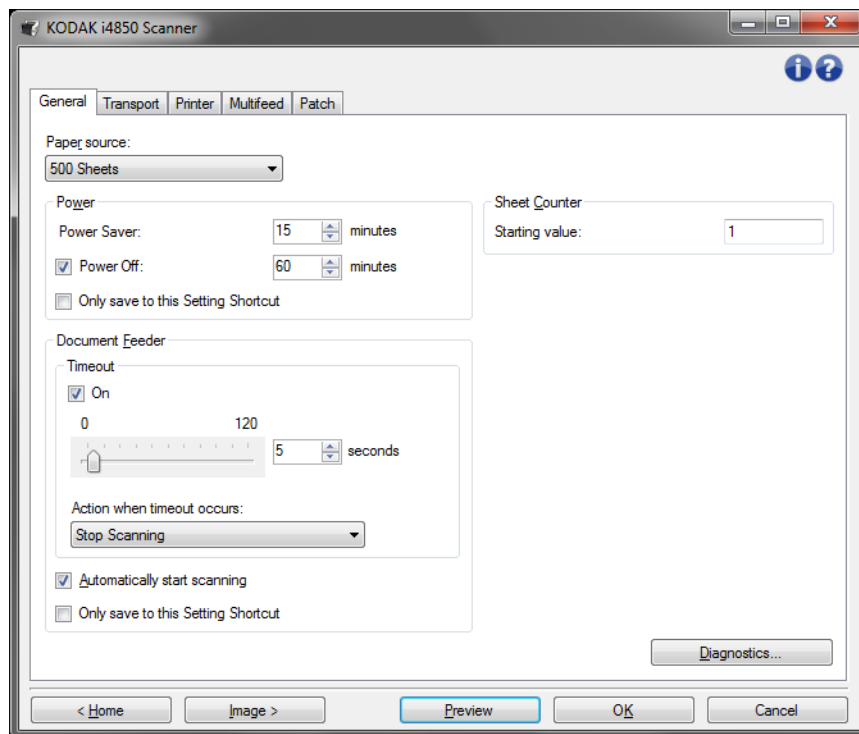 KODAK i4850 Scanner
General Transport Printer Multifeed Patch
Paper source:
500 Sheets
Power
Power Saver: 15 minutes
Power Off: 60 minutes
Only save to this Setting Shortcut
Sheet Counter
Starting value: 1
Document Feeder
Timeout
On
0 120
5 seconds
Action when timeout occurs:
Stop Scanning
Automatically start scanning
Only save to this Setting Shortcut
Diagnostics...
< Home Image > Preview OK Cancel